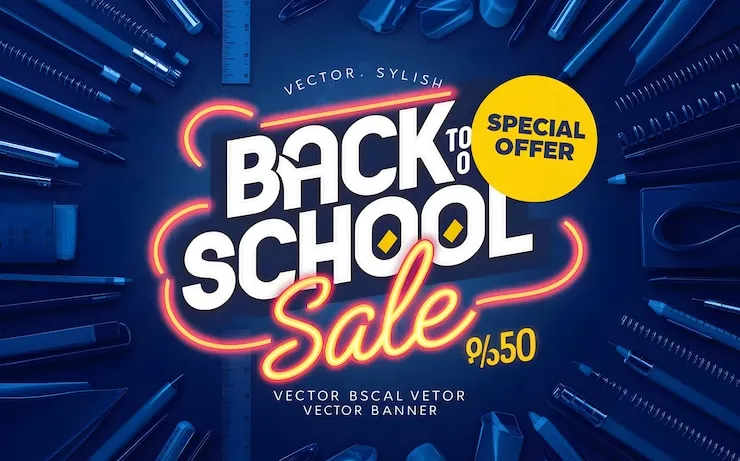 VECTOR. SYLISH
BACK TO
O
SCHOOL
SPECIAL
OFFER
Sale
%50
VECTOR BSCAL VETOR
VECTOR BANNER